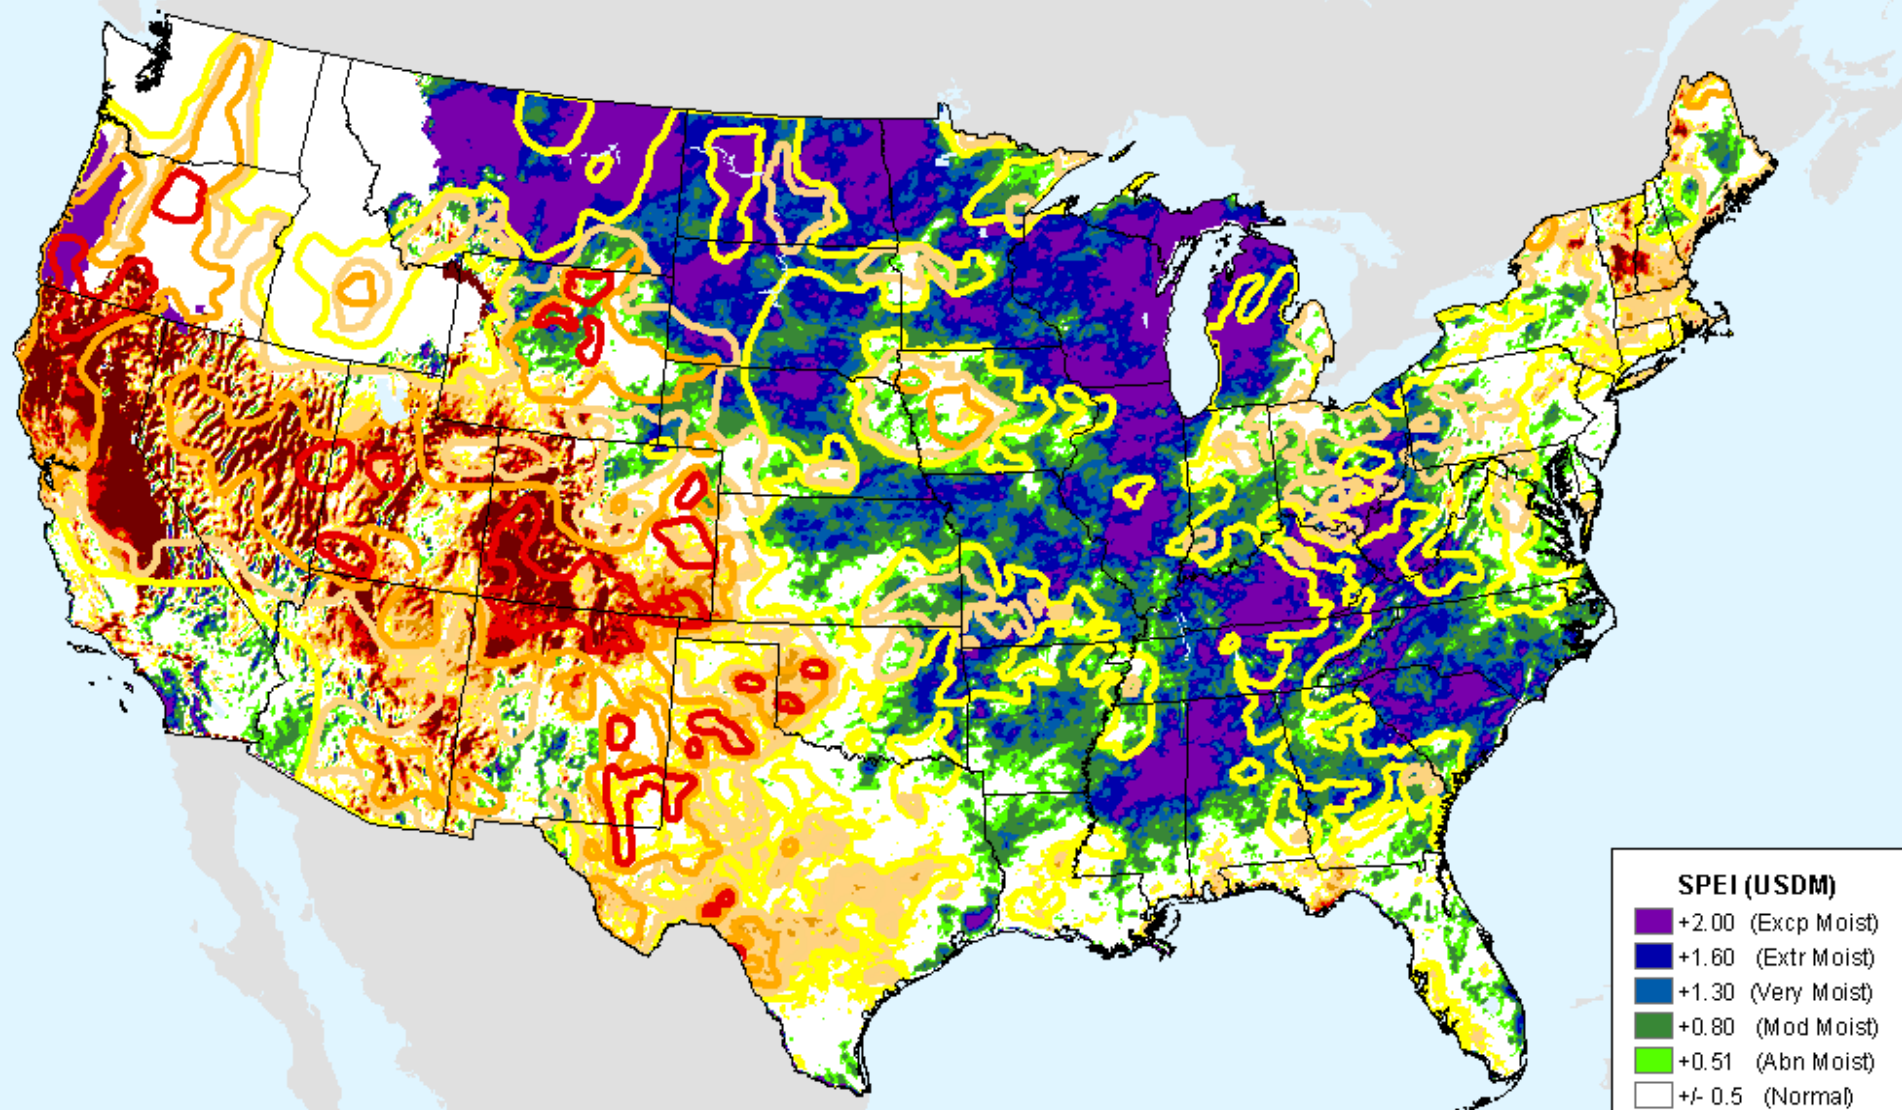 SPEI (USDM)
+2.00 (Excp Moist)
+1.60 (Extr Moist)
+1.30 (Very Moist)
+0.80 (Mod Moist)
+0.51 (Abn Moist)
+/- 0.5 (Normal)